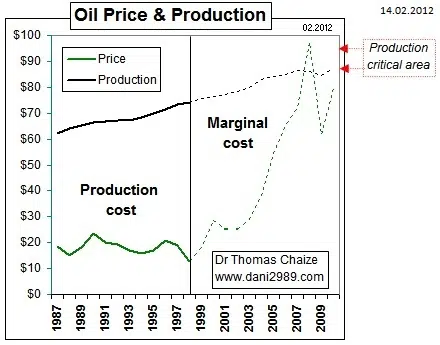 Oil Price & Production
14.02.2012
02.2012
$100
$90
$80
$70
$60
$50
$40
$30
$20
$10
$0
Price
Production
Production
critical area
Marginal
cost
Production
cost
Dr Thomas Chaize
www.dani2989.com
1987
1989
1991
1993
1995
1997
1999
2001
2003
2005
2007
2009